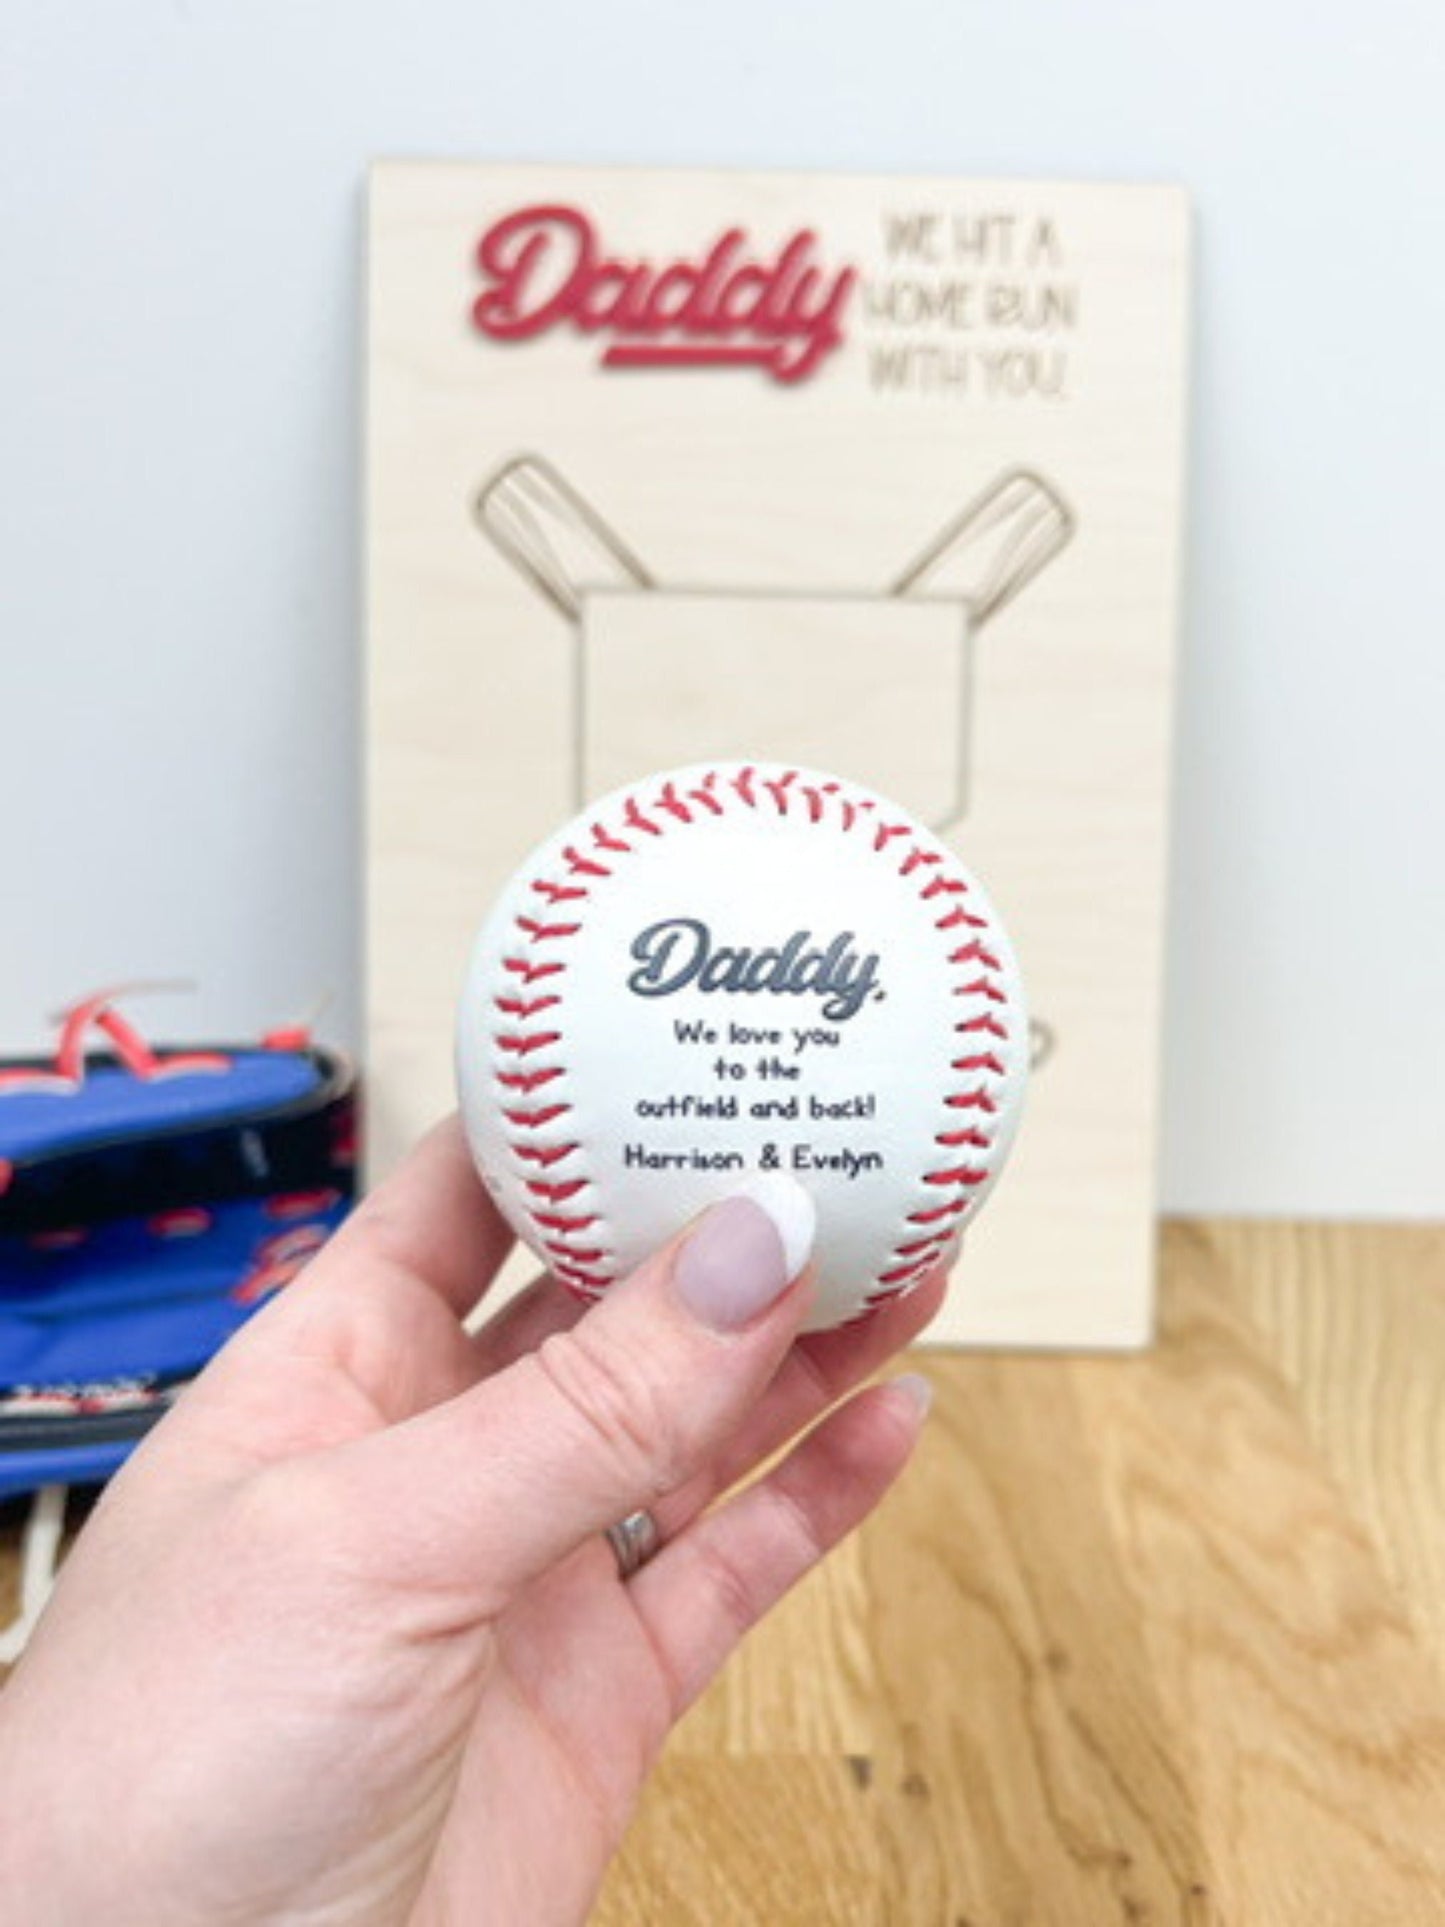 Daddy
WE HIT A
HOME RUN
WITH YOU.
Daddy.
We love you
to the
outfield and back!
Harrison & Evelyn